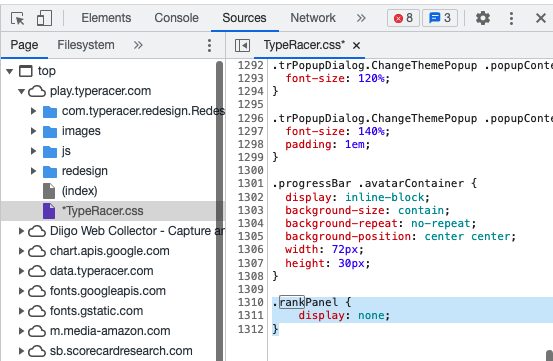 Elements Console Sources Network » 8 3
Page Filesystem »
TypeRacer.css* ×
top
play.typeracer.com
com.typeracer.redesign.Redes
images
js
redesign
(index)
*TypeRacer.css
Diigo Web Collector - Capture an
chart.apis.google.com
data.typeracer.com
fonts.googleapis.com
fonts.gstatic.com
m.media-amazon.com
sb.scorecardresearch.com
1292 .trPopupDialog.ChangeThemePopup .popupConte
1293 font-size: 120%;
1294 }
1295
1296 .trPopupDialog.ChangeThemePopup .popupConte
1297 font-size: 140%;
1298 padding: 1em;
1299 }
1300
1301 .progressBar .avatarContainer {
1302 display: inline-block;
1303 background-size: contain;
1304 background-repeat: no-repeat;
1305 background-position: center center;
1306 width: 72px;
1307 height: 30px;
1308 }
1309
1310 .rankPanel {
1311 display: none;
1312 }